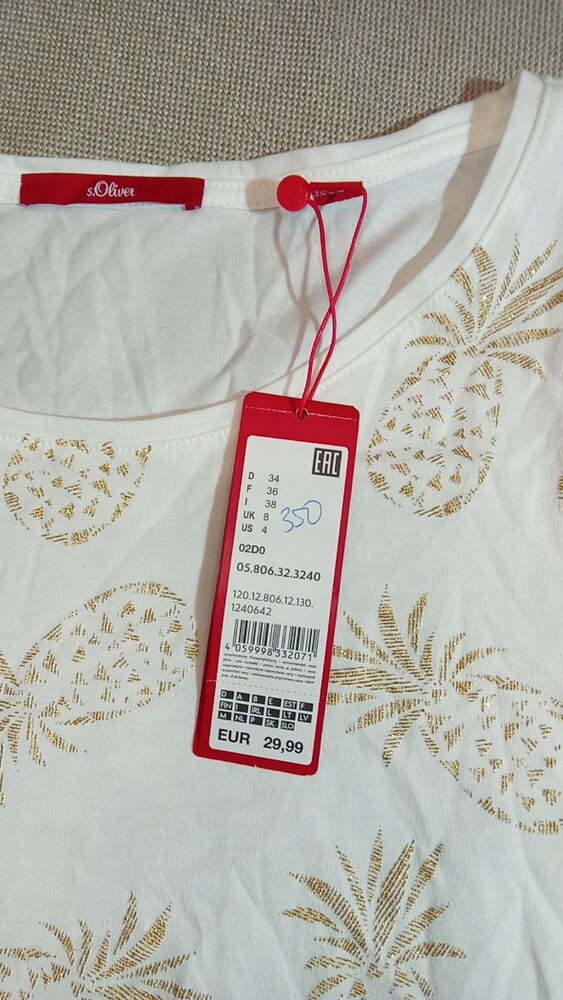 s.Oliver
EAC
D 34
F 36
I 38
UK 8
US 4
350
02D0
05.806.32.3240
120.12.806.12.130.
1240642
4 059998 332071
D A B E EST F
FIN I IRL L LT LV
M NL P SK SLO
EUR 29,99